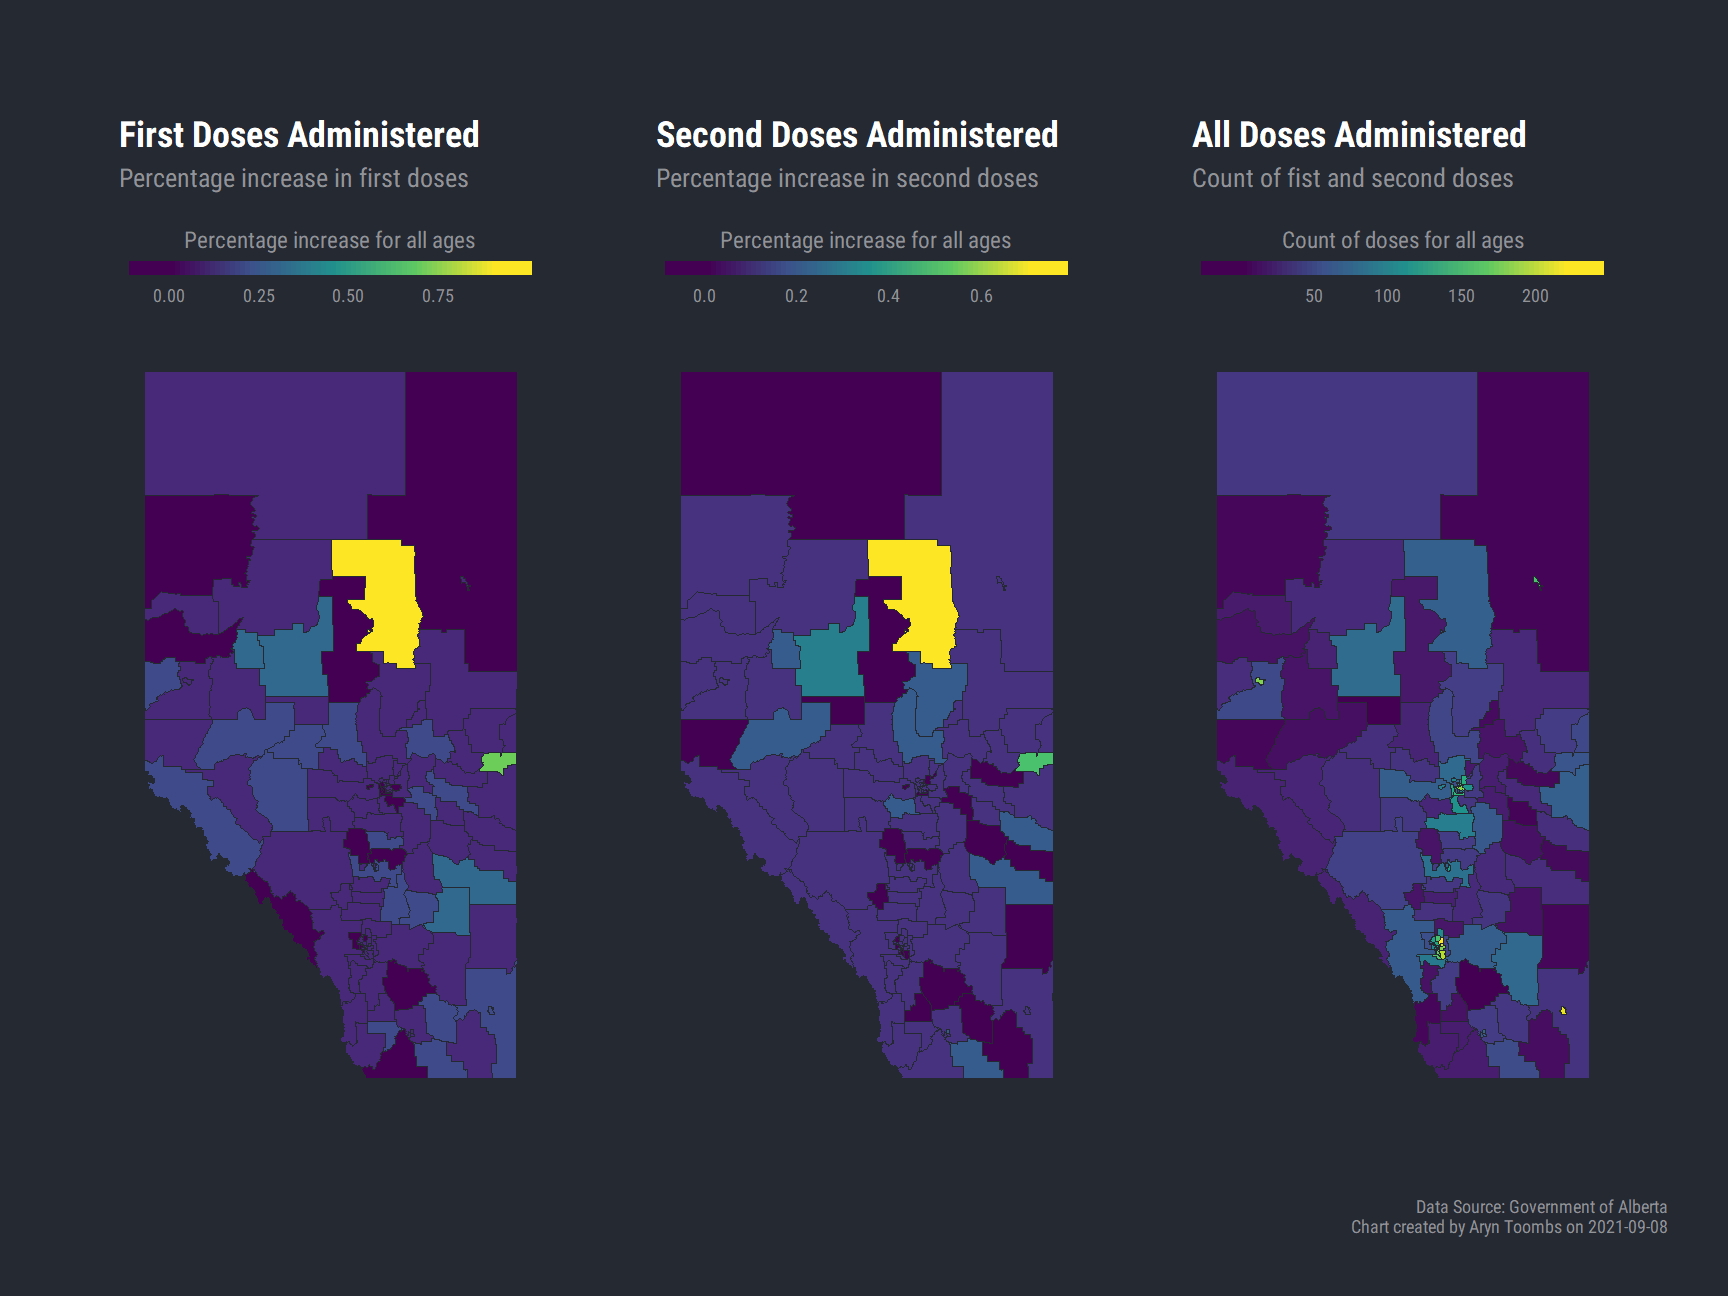 First Doses Administered
Percentage increase in first doses
Percentage increase for all ages
0.00 0.25 0.50 0.75
Second Doses Administered
Percentage increase in second doses
Percentage increase for all ages
0.0 0.2 0.4 0.6
All Doses Administered
Count of fist and second doses
Count of doses for all ages
50 100 150 200
Data Source: Government of Alberta
Chart created by Aryn Toombs on 2021-09-08